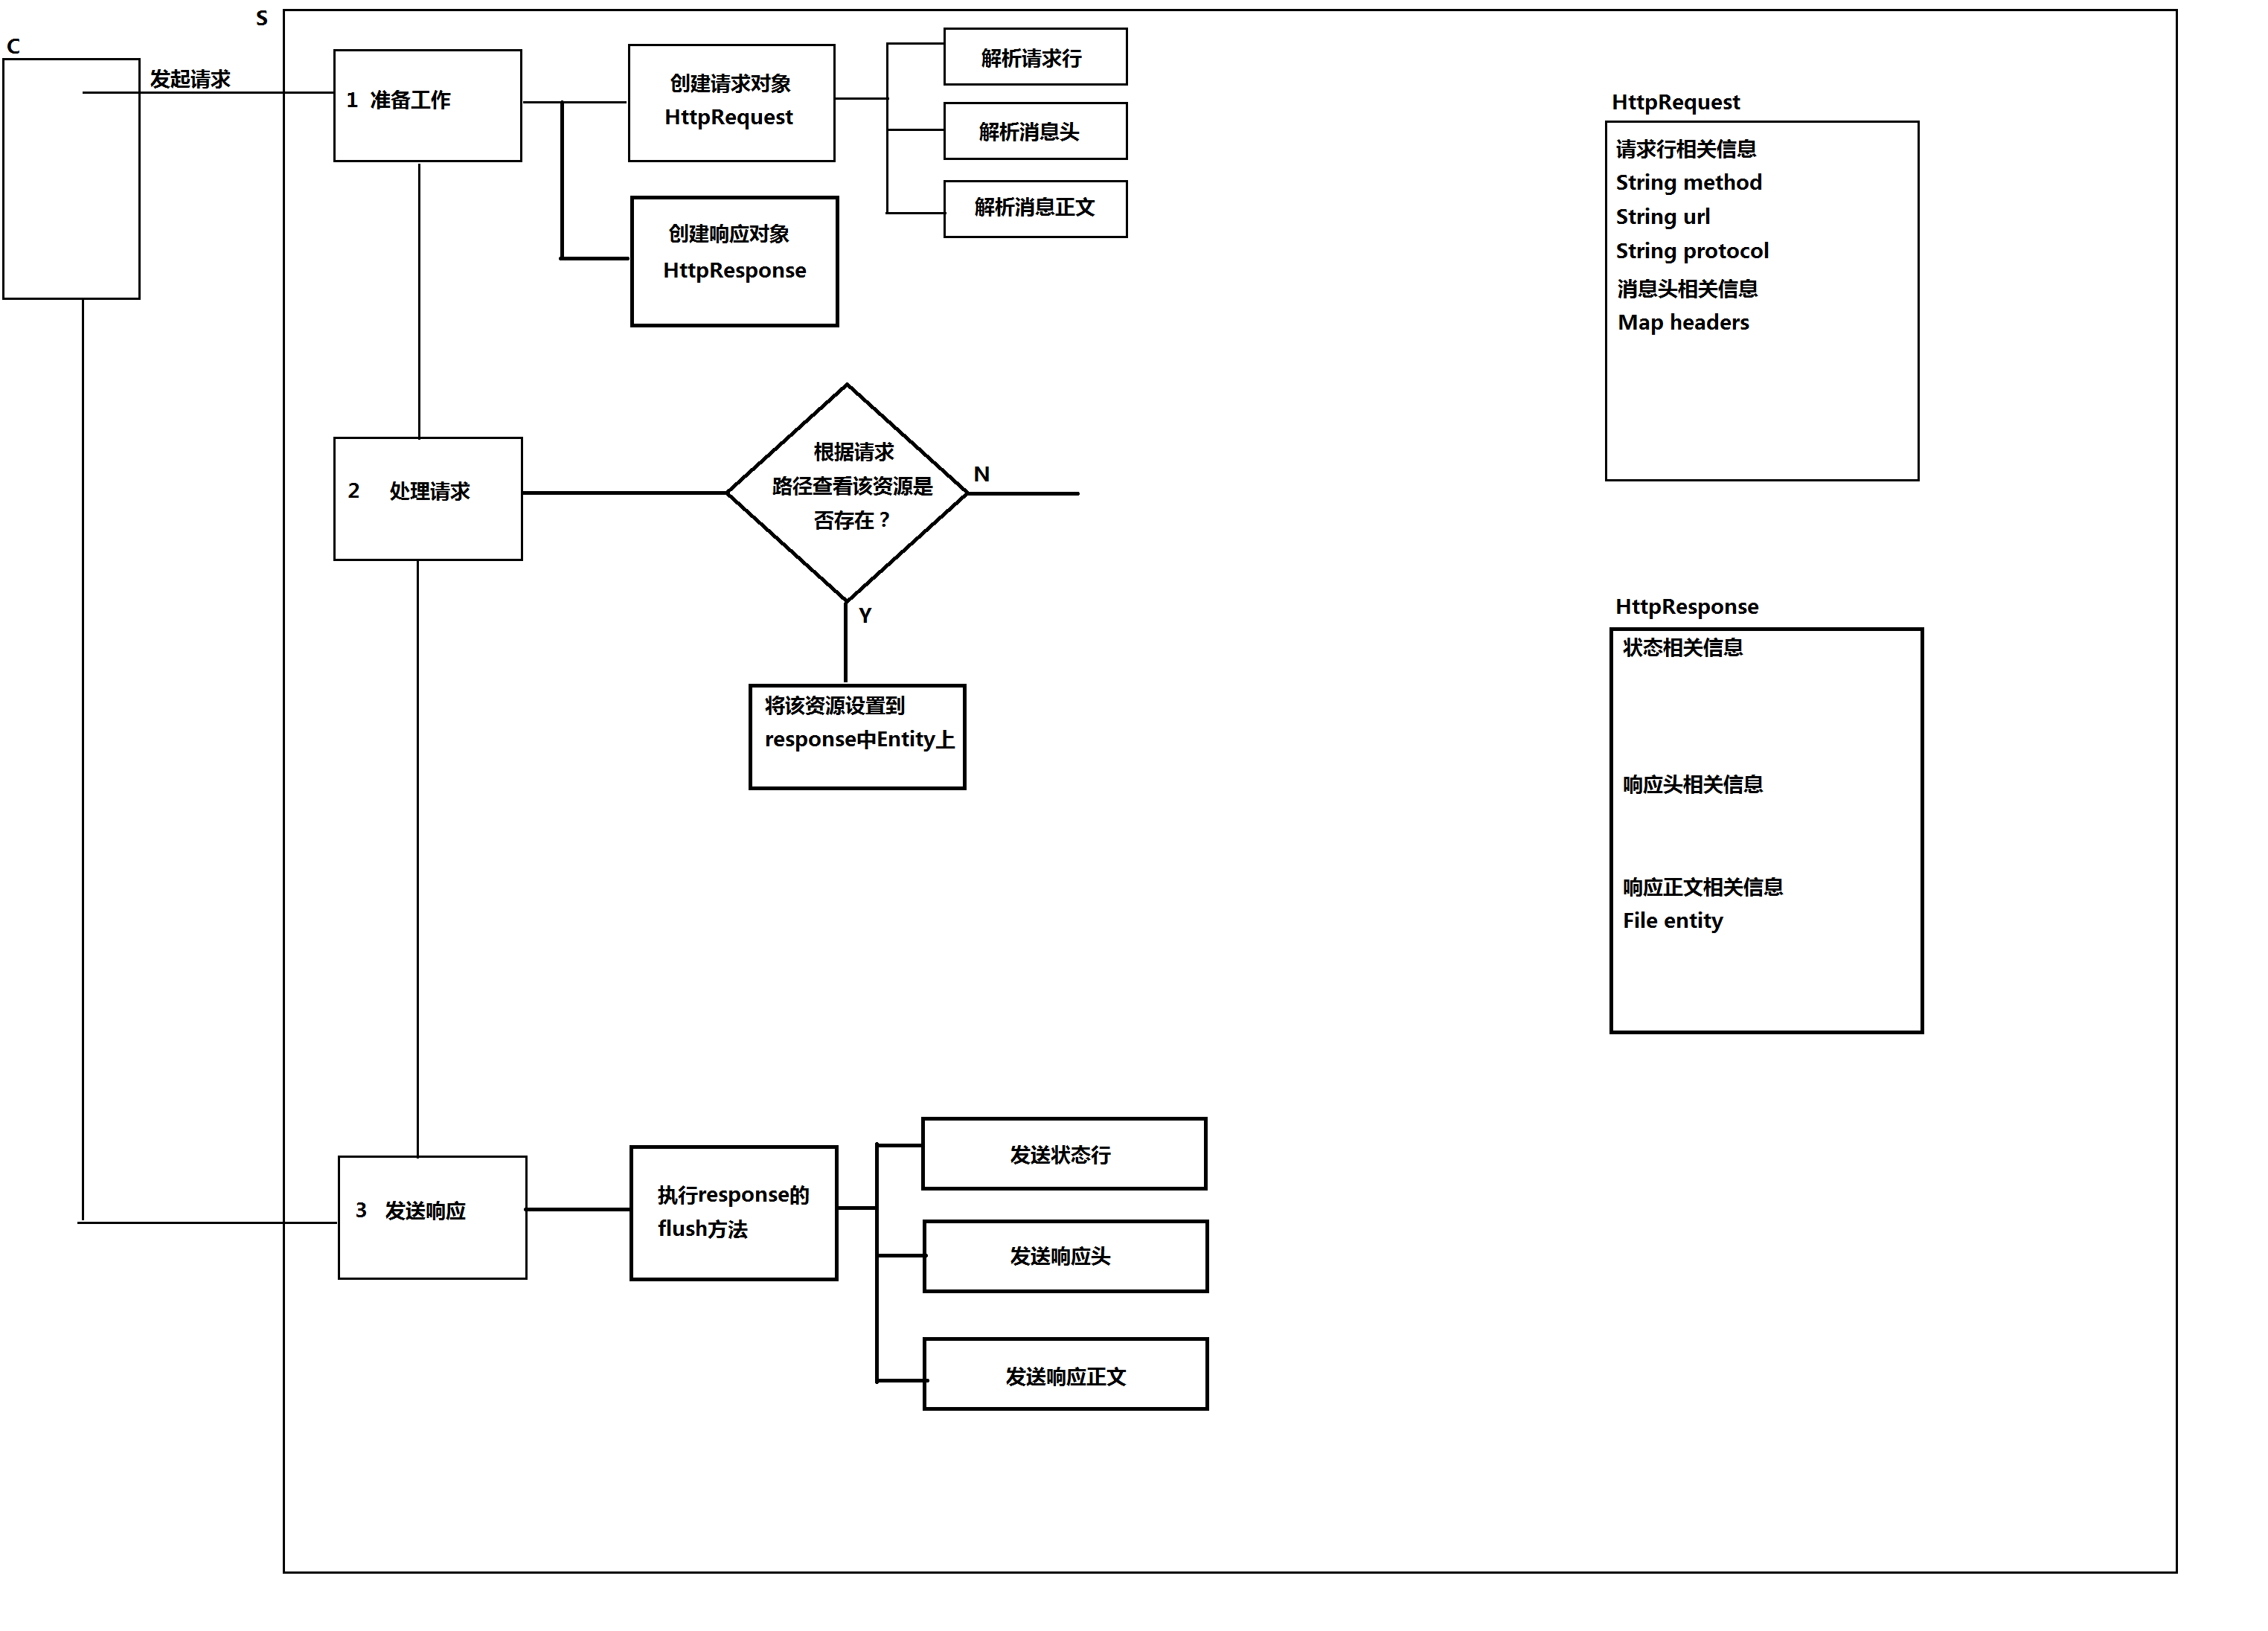 S
C
发起请求
1 准备工作
创建请求对象
HttpRequest
解析请求行
解析消息头
解析消息正文
创建响应对象
HttpResponse
2 处理请求
根据请求
路径查看该资源是
否存在？
N
Y
将该资源设置到
response中Entity上
3 发送响应
执行response的
flush方法
发送状态行
发送响应头
发送响应正文
HttpRequest
请求行相关信息
String method
String url
String protocol
消息头相关信息
Map headers
HttpResponse
状态相关信息
响应头相关信息
响应正文相关信息
File entity